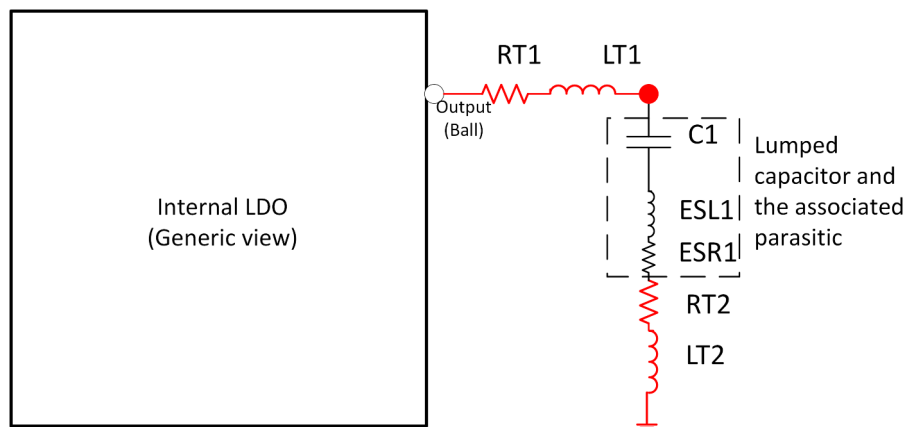 RT1
LT1
Output
(Ball)
C1
Lumped
capacitor and
the associated
parasitic
Internal LDO
(Generic view)
ESL1
ESR1
RT2
LT2